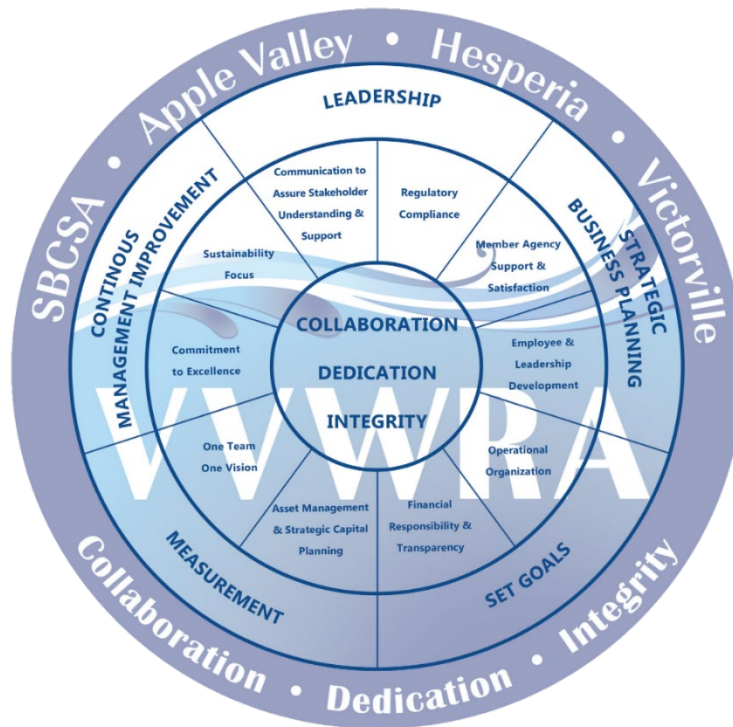 SBCSA • Apple Valley • Hesperia • Victorville
LEADERSHIP
STRATEGIC
BUSINESS PLANNING
SET GOALS
MEASUREMENT
CONTINOUS
MANAGEMENT IMPROVEMENT
Communication to
Assure Stakeholder
Understanding &
Support
Regulatory
Compliance
Member Agency
Support &
Satisfaction
Employee &
Leadership
Development
Operational
Organization
Financial
Responsibility &
Transparency
Asset Management
& Strategic Capital
Planning
One Team
One Vision
Commitment
to Excellence
Sustainability
Focus
COLLABORATION
DEDICATION
INTEGRITY
VVWRA
Collaboration • Dedication • Integrity